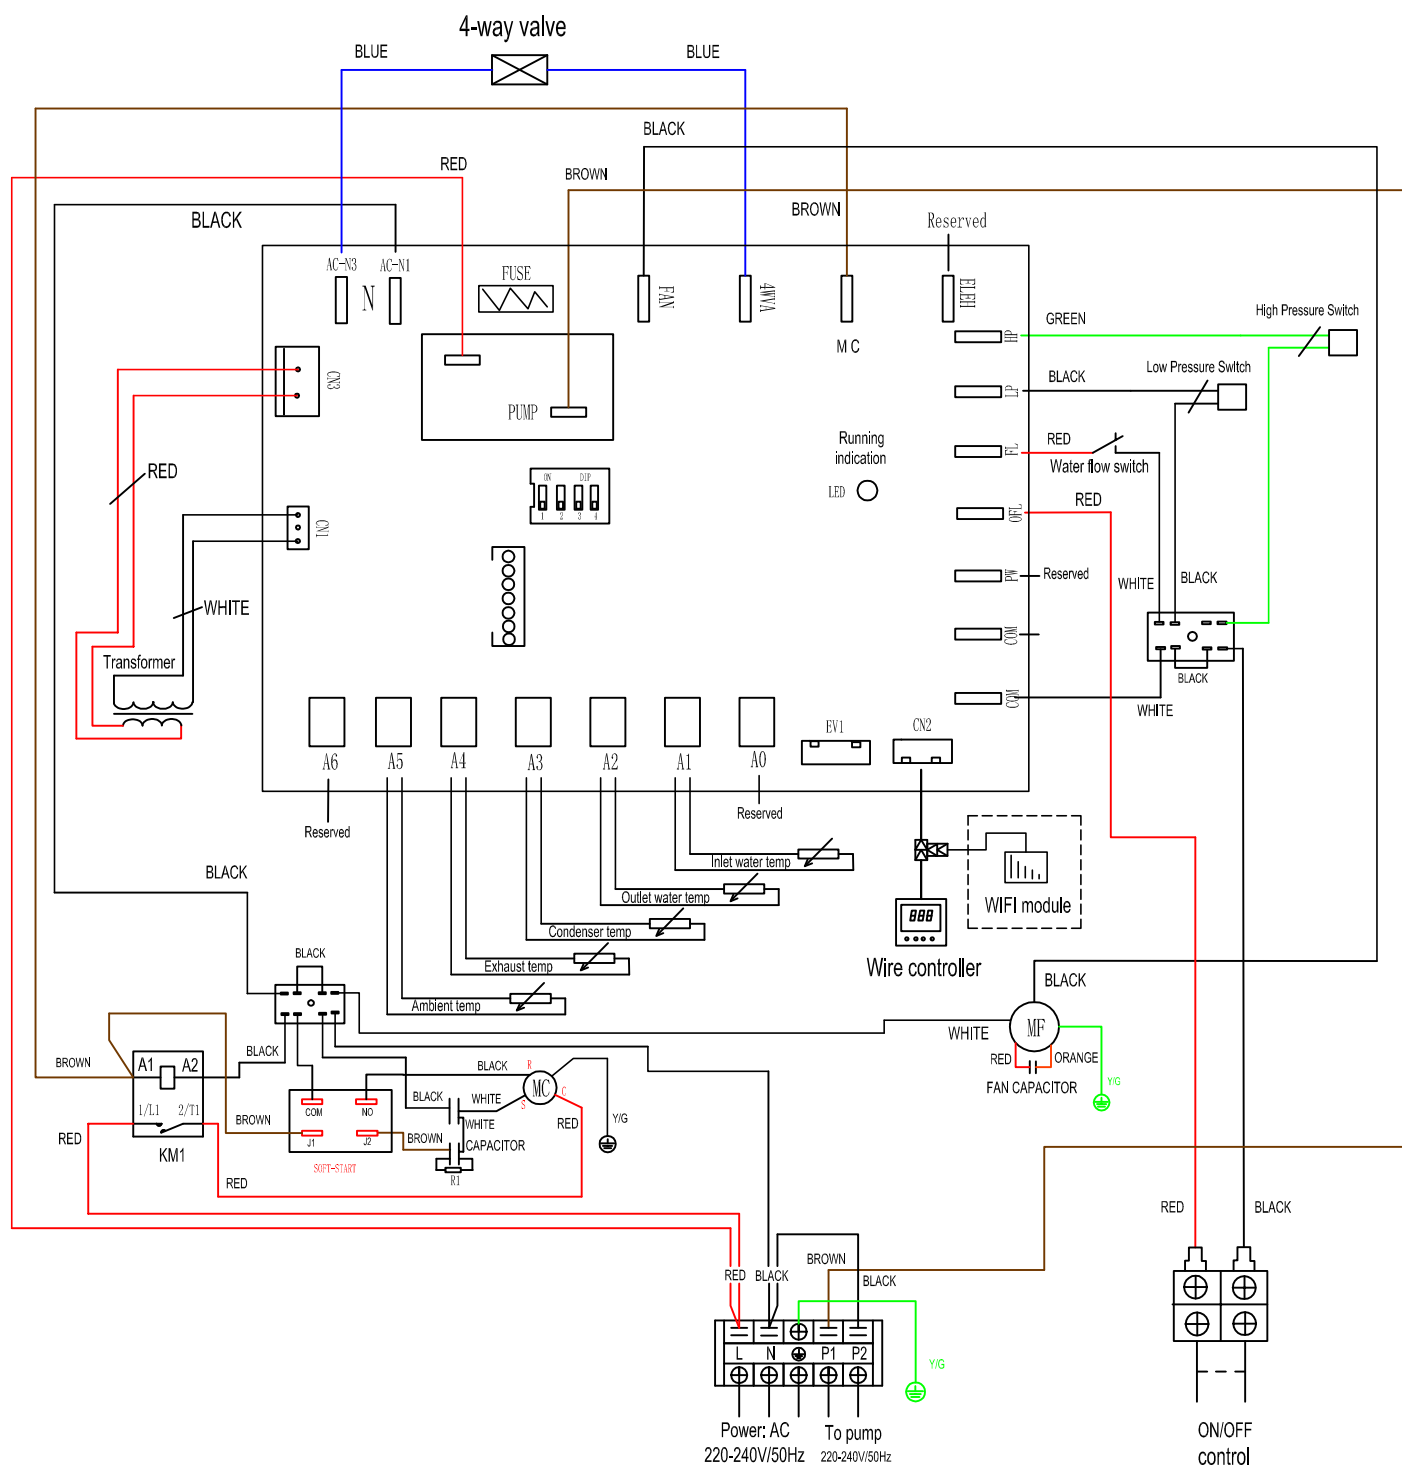 4-way valve
BLUE
BLUE
BLACK
RED
BROWN
BROWN
BLACK
Reserved
AC-N3
AC-N1
N
FUSE
FAN
4WVA
M C
ELEH
HP
GREEN
High Pressure Switch
CN3
PUMP
LP
BLACK
Low Pressure Switch
RED
ON
DIP
1
2
3
4
Running
indication
LED
FL
RED
Water flow switch
RED
OFL
CN1
PW
Reserved
WHITE
BLACK
WHITE
COM
Transformer
BLACK
COM
WHITE
A6
A5
A4
A3
A2
A1
A0
EV1
CN2
Reserved
Reserved
Inlet water temp
Outlet water temp
Condenser temp
Exhaust temp
Ambient temp
888
WIFI module
Wire controller
BLACK
BLACK
BLACK
WHITE
MF
RED
ORANGE
FAN CAPACITOR
Y/G
BROWN
A1
A2
BLACK
BLACK
R
MC
C
S
1/L1
2/T1
KM1
COM
NO
J1
J2
SOFT-START
BLACK
WHITE
WHITE
RED
Y/G
BROWN
BROWN
CAPACITOR
R1
RED
RED
RED
BLACK
BROWN
BLACK
RED
BLACK
L
N
P1
P2
Y/G
Power: AC
220-240V/50Hz
To pump
220-240V/50Hz
ON/OFF
control